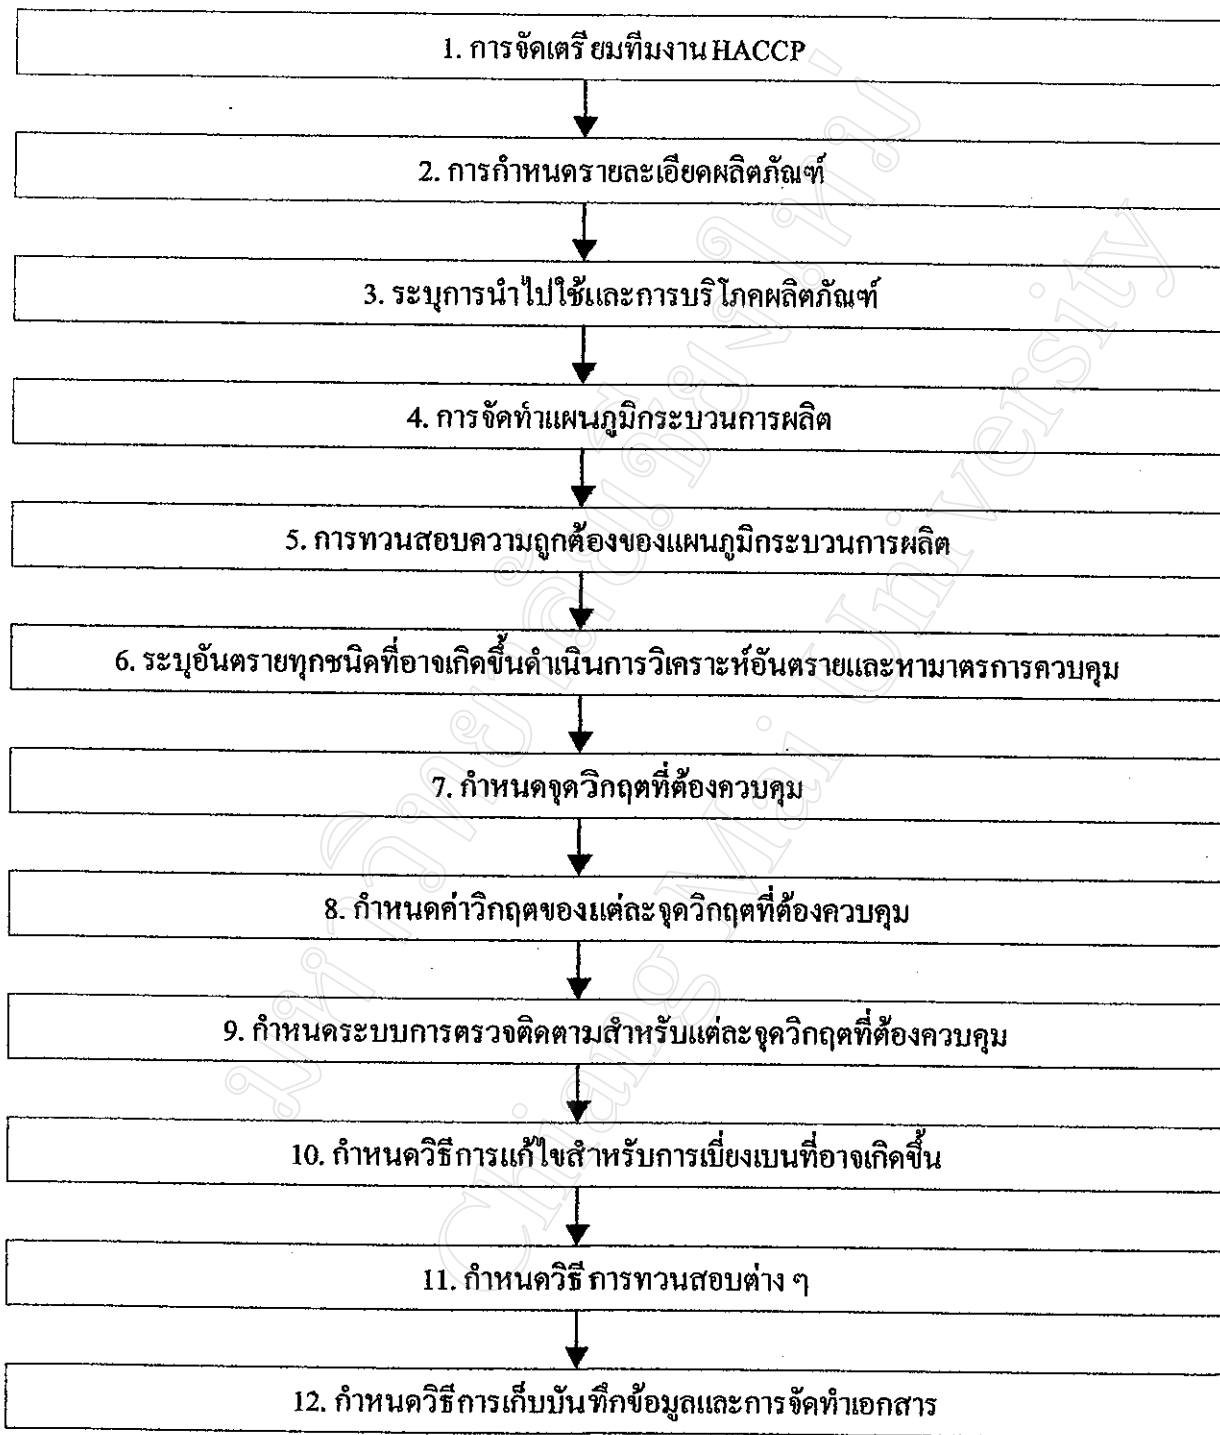 1. การจัดเตรียมทีมงาน HACCP
2. การกำหนดรายละเอียดผลิตภัณฑ์
3. ระบุการนำไปใช้และการบริโภคผลิตภัณฑ์
4. การจัดทำแผนภูมิกระบวนการผลิต
5. การทวนสอบความถูกต้องของแผนภูมิกระบวนการผลิต
6. ระบุอันตรายทุกชนิดที่อาจเกิดขึ้นดำเนินการวิเคราะห์อันตรายและหามาตรการควบคุม
7. กำหนดจุดวิกฤตที่ต้องควบคุม
8. กำหนดค่าวิกฤตของแต่ละจุดวิกฤตที่ต้องควบคุม
9. กำหนดระบบการตรวจติดตามสำหรับแต่ละจุดวิกฤตที่ต้องควบคุม
10. กำหนดวิธีการแก้ไขสำหรับการเบี่ยงเบนที่อาจเกิดขึ้น
11. กำหนดวิธีการทวนสอบต่าง ๆ
12. กำหนดวิธีการเก็บบันทึกข้อมูลและการจัดทำเอกสาร
มหาวิทยาลัยเชียงใหม่
Chiang Mai University